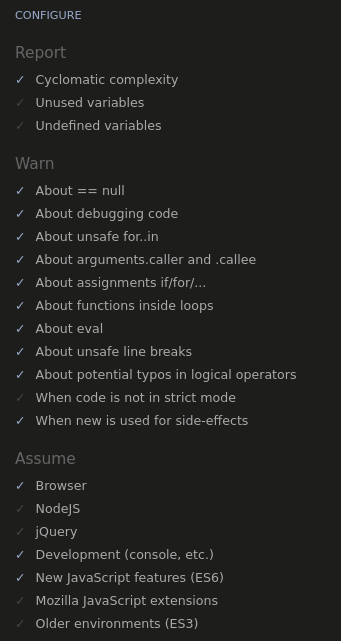 CONFIGURE
Report
✓ Cyclomatic complexity
✓ Unused variables
✓ Undefined variables
Warn
✓ About == null
✓ About debugging code
✓ About unsafe for..in
✓ About arguments.caller and .callee
✓ About assignments if/for/...
✓ About functions inside loops
✓ About eval
✓ About unsafe line breaks
✓ About potential typos in logical operators
✓ When code is not in strict mode
✓ When new is used for side-effects
Assume
✓ Browser
✓ NodeJS
✓ jQuery
✓ Development (console, etc.)
✓ New JavaScript features (ES6)
✓ Mozilla JavaScript extensions
✓ Older environments (ES3)